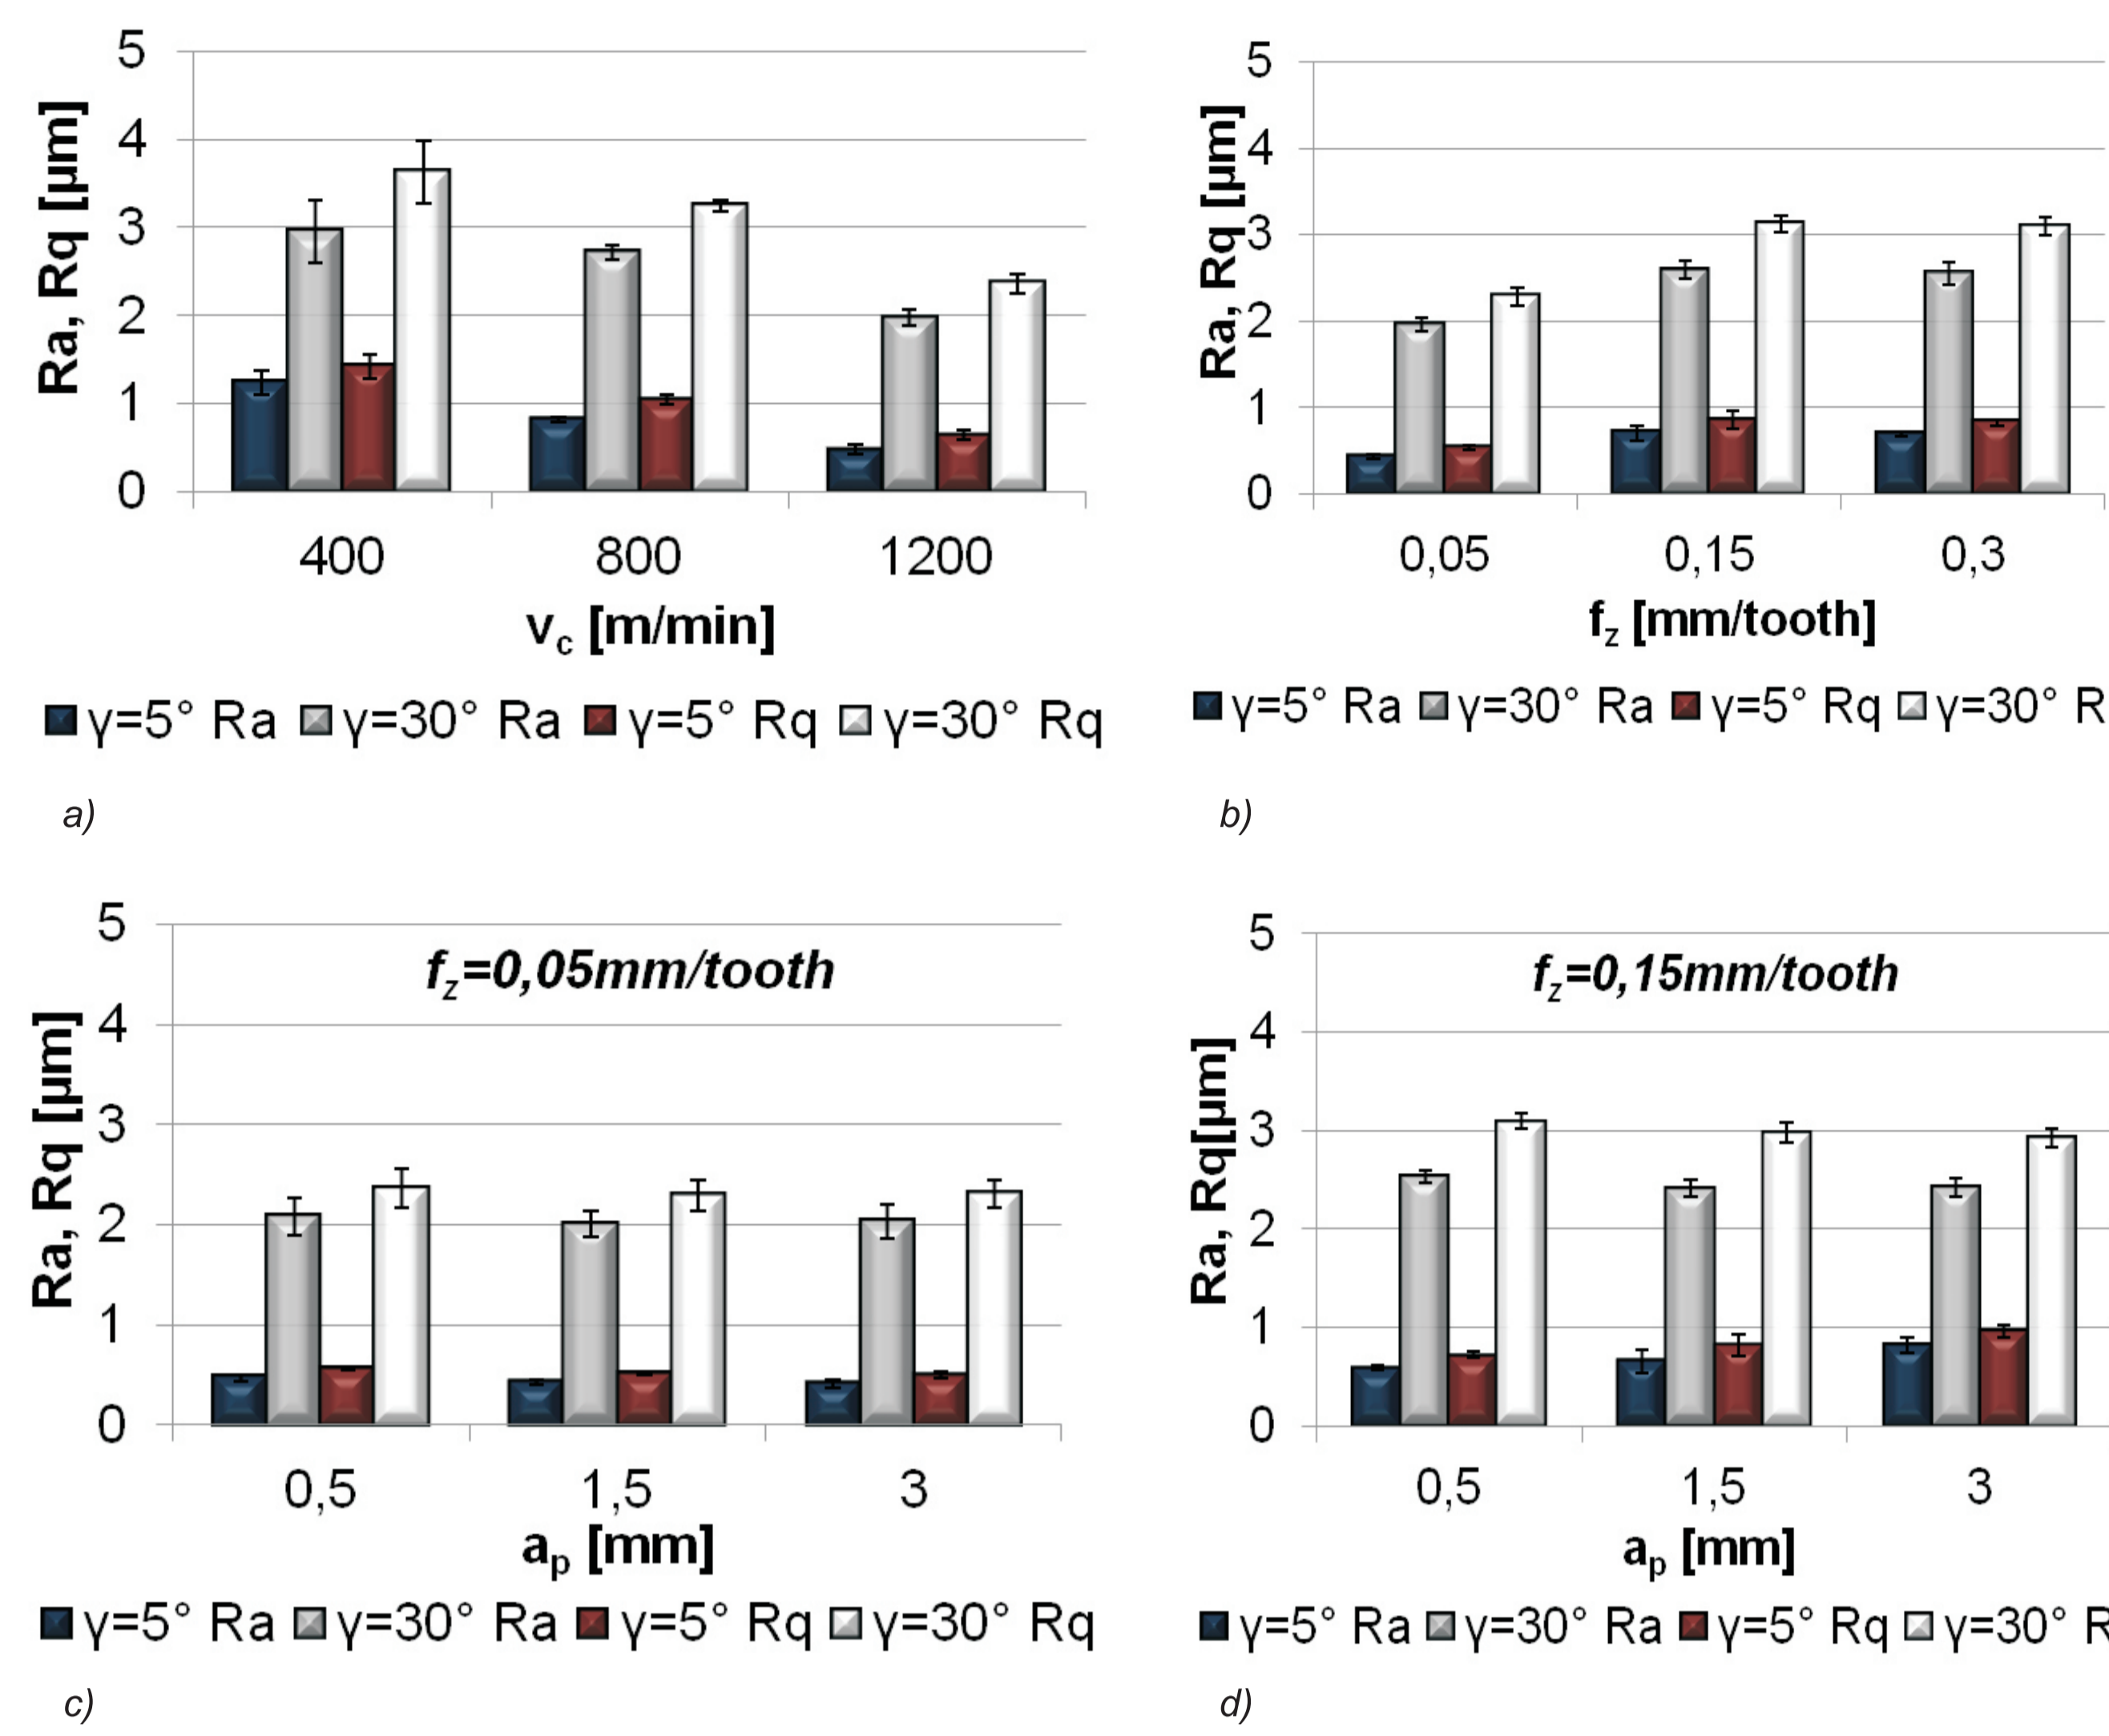 5
4
3
2
1
0
Ra, Rq [µm]
400 800 1200
vc [m/min]
γ=5° Ra γ=30° Ra γ=5° Rq γ=30° Rq
a)
5
4
3
2
1
0
Ra, Rq [µm]
0,05 0,15 0,3
fz [mm/tooth]
γ=5° Ra γ=30° Ra γ=5° Rq γ=30° R
b)
5
4
3
2
1
0
Ra, Rq [µm]
fz=0,05mm/tooth
0,5 1,5 3
ap [mm]
γ=5° Ra γ=30° Ra γ=5° Rq γ=30° Rq
c)
5
4
3
2
1
0
Ra, Rq[µm]
fz=0,15mm/tooth
0,5 1,5 3
ap [mm]
γ=5° Ra γ=30° Ra γ=5° Rq γ=30° R
d)